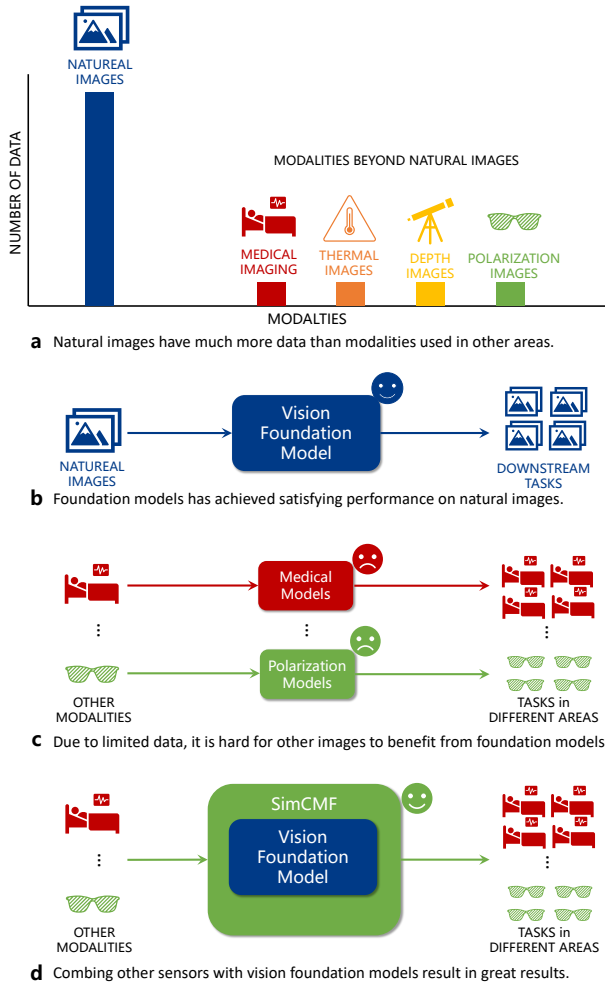 NATUREAL
IMAGES
NUMBER OF DATA
MODALITIES BEYOND NATURAL IMAGES
MEDICAL
IMAGING
THERMAL
IMAGES
DEPTH
IMAGES
POLARIZATION
IMAGES
MODALTIES
a Natural images have much more data than modalities used in other areas.
Vision
Foundation
Model
NATUREAL
IMAGES
DOWNSTREAM
TASKS
b Foundation models has achieved satisfying performance on natural images.
Medical
Models
Polarization
Models
OTHER
MODALITIES
TASKS in
DIFFERENT AREAS
c Due to limited data, it is hard for other images to benefit from foundation models
SimCMF
Vision
Foundation
Model
OTHER
MODALITIES
TASKS in
DIFFERENT AREAS
d Combing other sensors with vision foundation models result in great results.